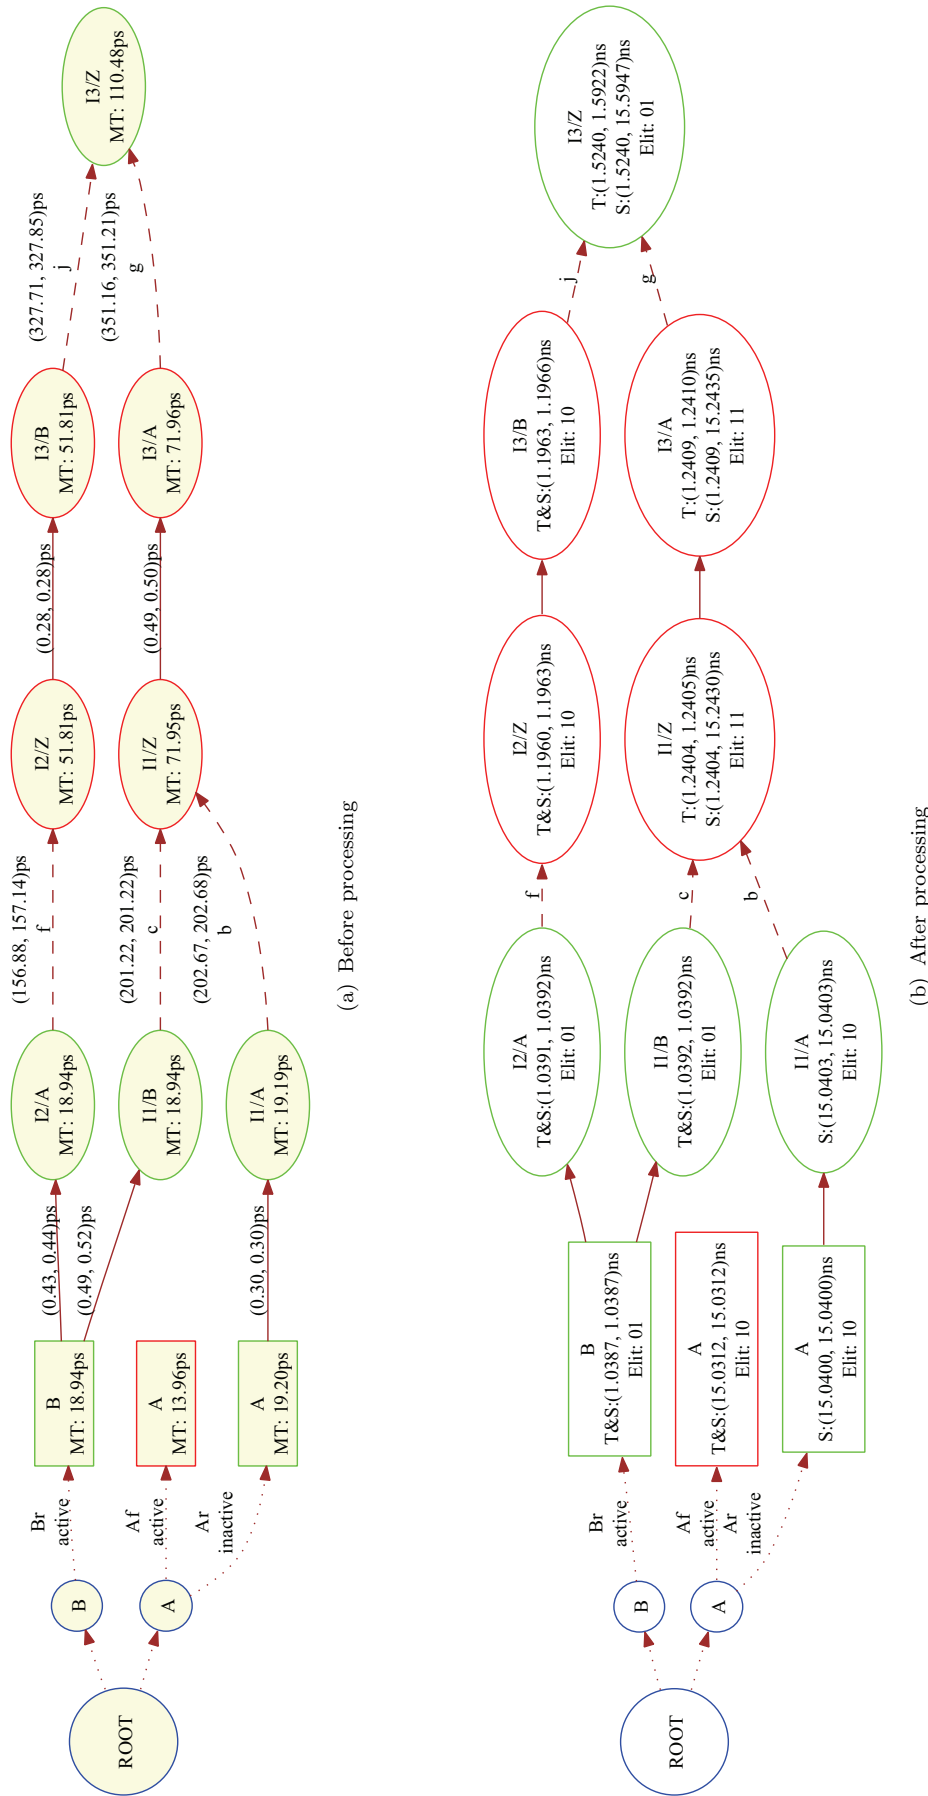 ROOT
B
A
Br
active
Af
active
Ar
inactive
B
MT: 18.94ps
A
MT: 13.96ps
A
MT: 19.20ps
(0.43, 0.44)ps
(0.49, 0.52)ps
(0.30, 0.30)ps
I2/A
MT: 18.94ps
I1/B
MT: 18.94ps
I1/A
MT: 19.19ps
(156.88, 157.14)ps
f
(201.22, 201.22)ps
c
(202.67, 202.68)ps
b
I2/Z
MT: 51.81ps
I1/Z
MT: 71.95ps
(0.28, 0.28)ps
(0.49, 0.50)ps
I3/B
MT: 51.81ps
I3/A
MT: 71.96ps
(327.71, 327.85)ps
j
(351.16, 351.21)ps
g
I3/Z
MT: 110.48ps
(a) Before processing
ROOT
B
A
Br
active
Af
active
Ar
inactive
B
T&S:(1.0387, 1.0387)ns
Elit: 01
A
T&S:(15.0312, 15.0312)ns
Elit: 10
A
S:(15.0400, 15.0400)ns
Elit: 10
I2/A
T&S:(1.0391, 1.0392)ns
Elit: 01
I1/B
T&S:(1.0392, 1.0392)ns
Elit: 01
I1/A
S:(15.0403, 15.0403)ns
Elit: 10
f
c
b
I2/Z
T&S:(1.1960, 1.1963)ns
Elit: 10
I1/Z
T:(1.2404, 1.2405)ns
S:(1.2404, 15.2430)ns
Elit: 11
I3/B
T&S:(1.1963, 1.1966)ns
Elit: 10
I3/A
T:(1.2409, 1.2410)ns
S:(1.2409, 15.2435)ns
Elit: 11
j
g
I3/Z
T:(1.5240, 1.5922)ns
S:(1.5240, 15.5947)ns
Elit: 01
(b) After processing